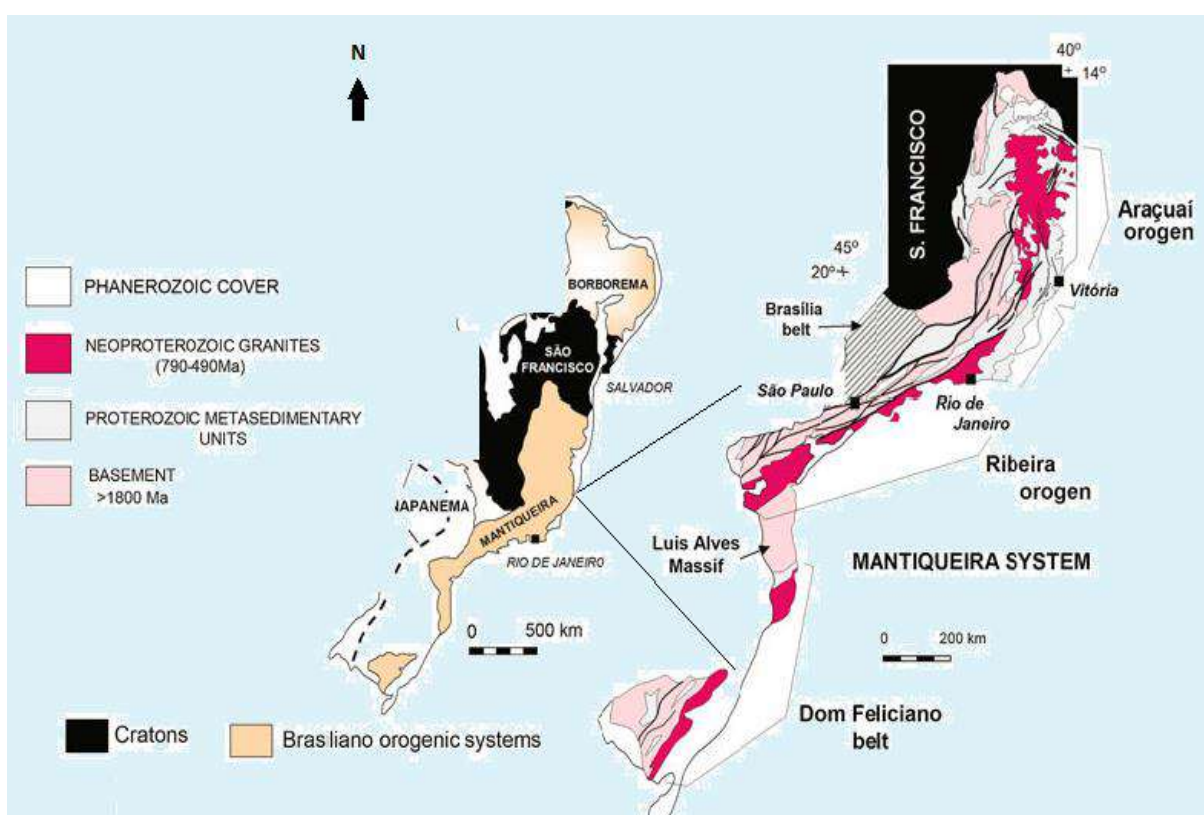 N
40º
+ 14º
S. FRANCISCO
Araçuaí
orogen
45º
20º+
Vitória
Brasília
belt
São Paulo
Rio de
Janeiro
Ribeira
orogen
Luis Alves
Massif
MANTIQUEIRA SYSTEM
0 200 km
Dom Feliciano
belt
BORBOREMA
SÃO
FRANCISCO
SALVADOR
NAPANEMA
MANTIQUEIRA
RIO DE JANEIRO
0 500 km
PHANEROZOIC COVER
NEOPROTEROZOIC GRANITES
(790-490Ma)
PROTEROZOIC METASEDIMENTARY
UNITS
BASEMENT
>1800 Ma
Cratons
Brasiliano orogenic systems